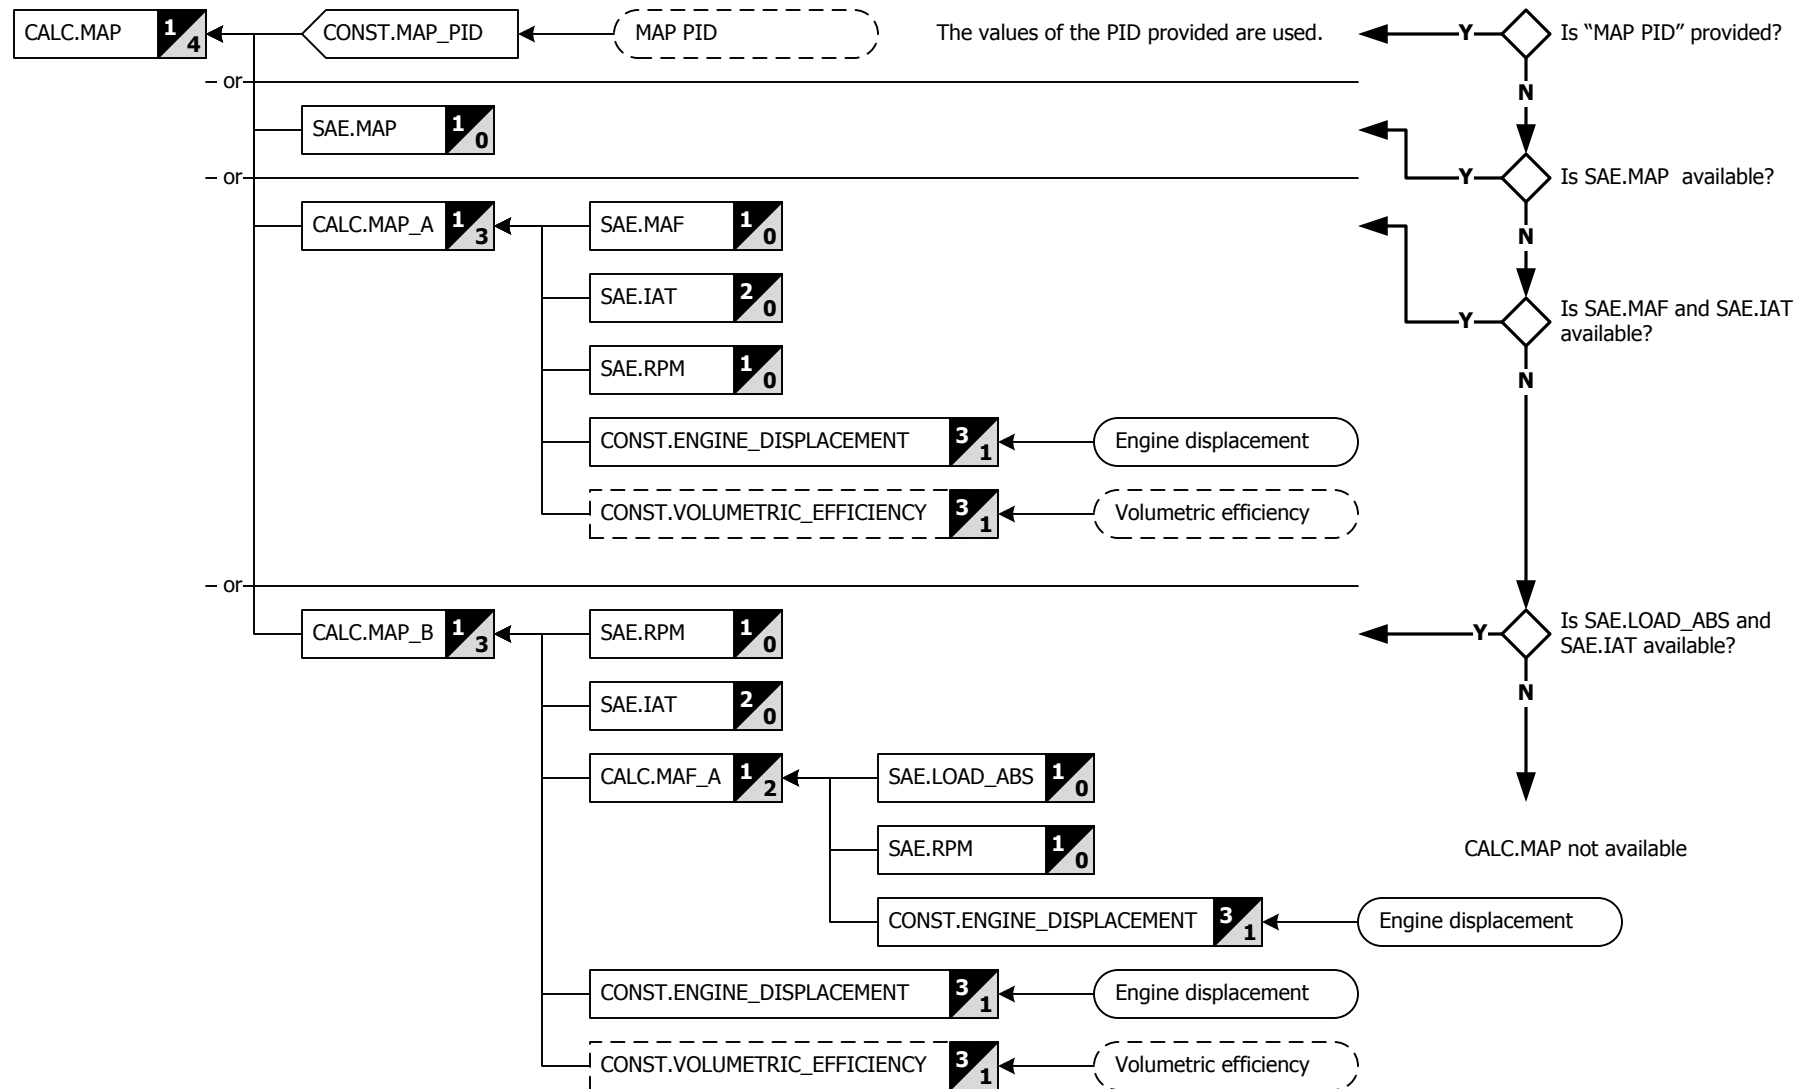 CALC.MAP 1 4 CONST.MAP_PID MAP PID The values of the PID provided are used. Y Is “MAP PID” provided?
– or
N
SAE.MAP 1 0
– or
Y Is SAE.MAP available?
CALC.MAP_A 1 3 SAE.MAF 1 0
N
SAE.IAT 2 0
Y Is SAE.MAF and SAE.IAT
available?
SAE.RPM 1 0
N
CONST.ENGINE_DISPLACEMENT 3 1 Engine displacement
CONST.VOLUMETRIC_EFFICIENCY 3 1 Volumetric efficiency
– or
CALC.MAP_B 1 3 SAE.RPM 1 0
Y Is SAE.LOAD_ABS and
SAE.IAT available?
N
SAE.IAT 2 0
CALC.MAF_A 1 2 SAE.LOAD_ABS 1 0
SAE.RPM 1 0
CALC.MAP not available
CONST.ENGINE_DISPLACEMENT 3 1 Engine displacement
CONST.ENGINE_DISPLACEMENT 3 1 Engine displacement
CONST.VOLUMETRIC_EFFICIENCY 3 1 Volumetric efficiency